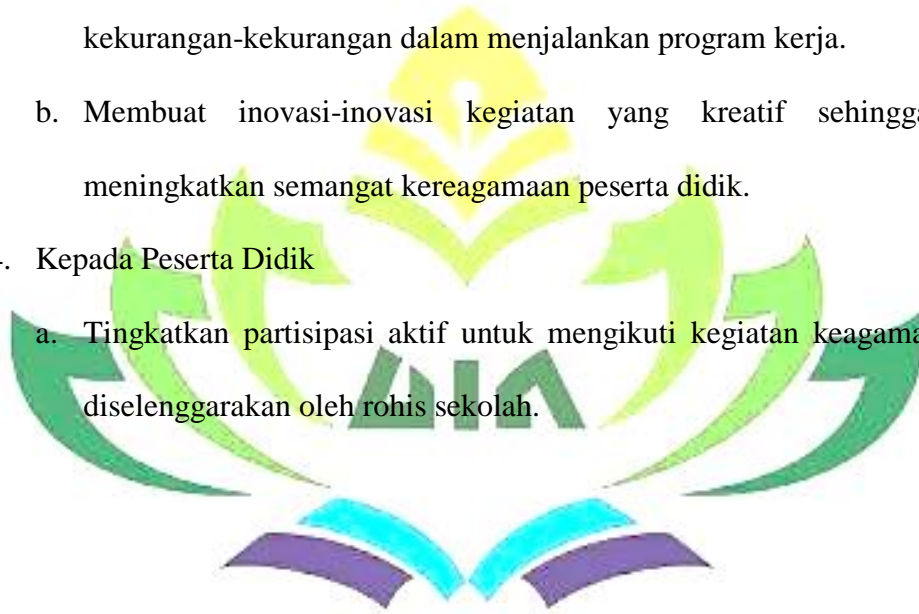 kekurangan-kekurangan dalam menjalankan program kerja.
b. Membuat inovasi-inovasi kegiatan yang kreatif sehingga
meningkatkan semangat kereagamaan peserta didik.
. Kepada Peserta Didik
a. Tingkatkan partisipasi aktif untuk mengikuti kegiatan keagama
diselenggarakan oleh rohis sekolah.